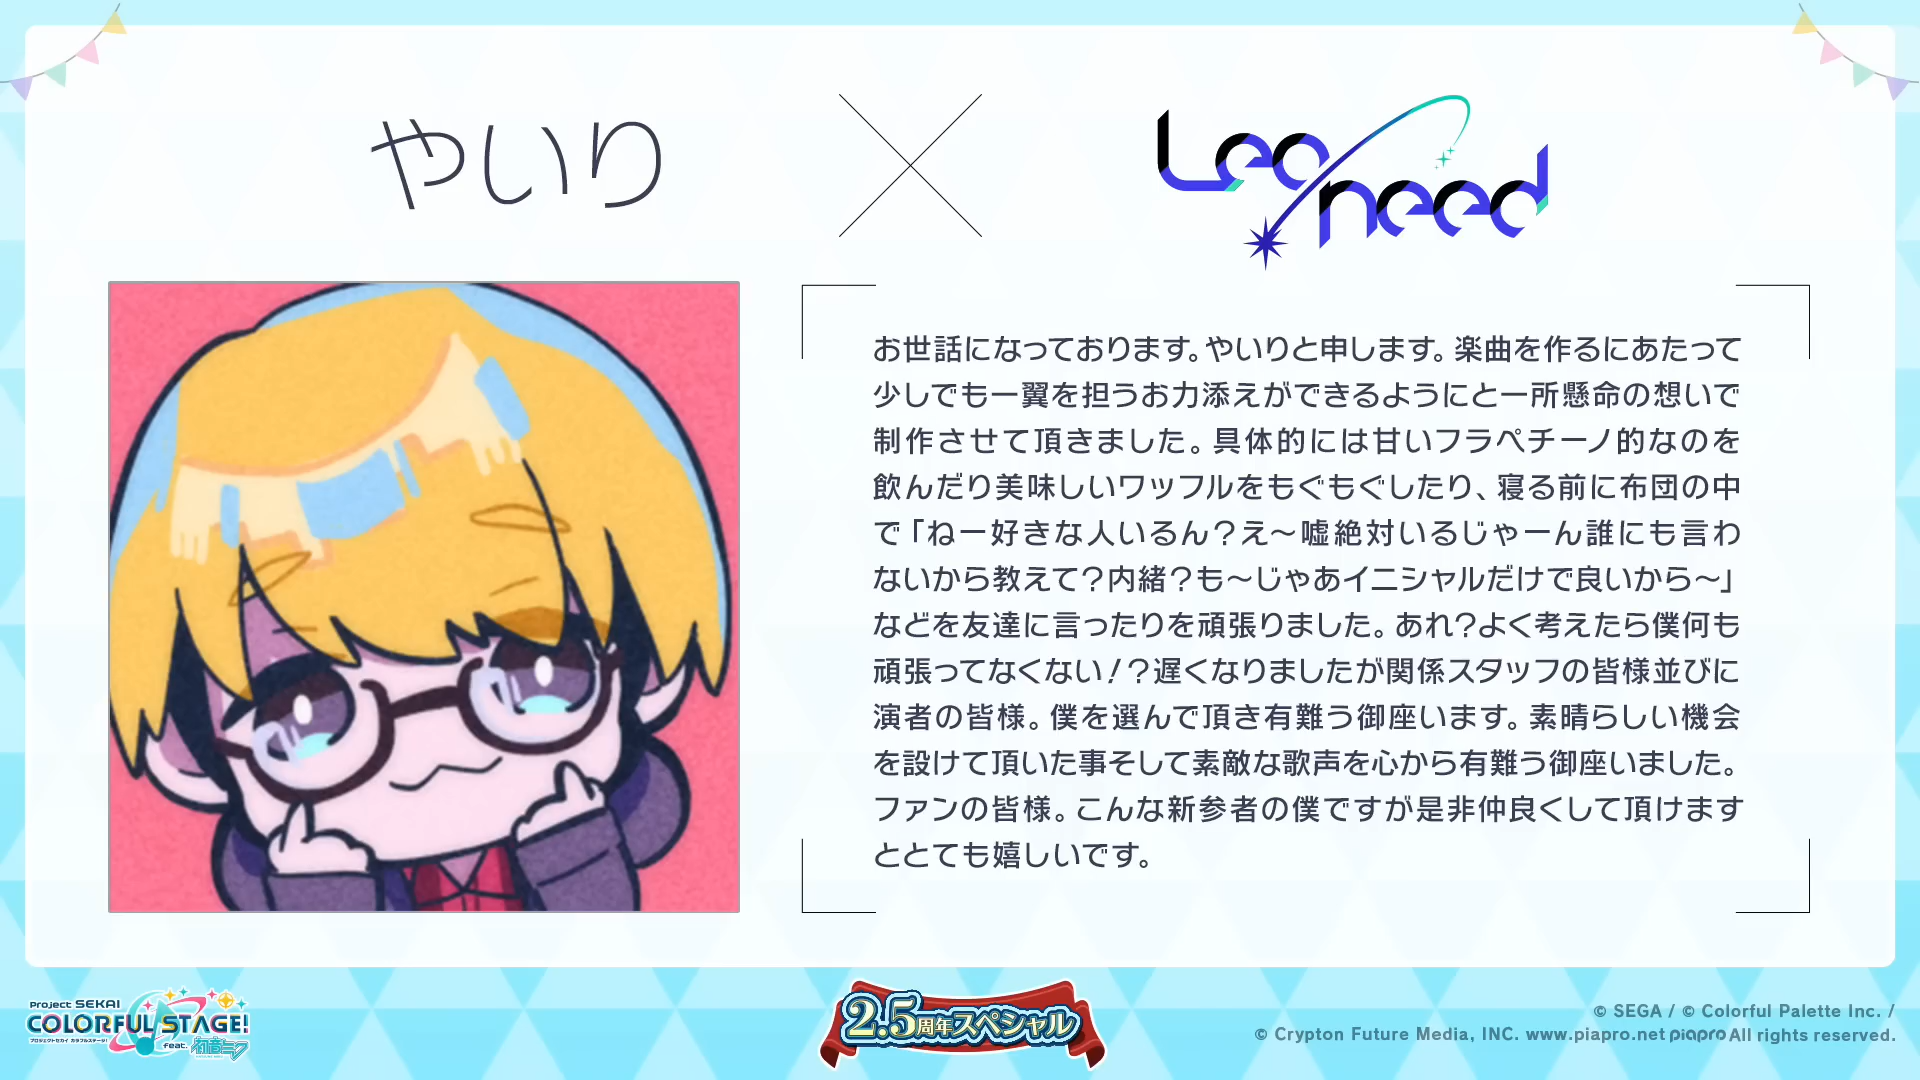 やいり
Leo/need
お世話になっております。やいりと申します。楽曲を作るにあたって
少しでも一翼を担うお力添えができるようにと一所懸命の想いで
制作させて頂きました。具体的には甘いフラペチーノ的なのを
飲んだり美味しいワッフルをもぐもぐしたり、寝る前に布団の中
で「ねー好きな人いるん？え～嘘絶対いるじゃーん誰にも言わ
ないから教えて？内緒？も～じゃあイニシャルだけで良いから～」
などを友達に言ったりを頑張りました。あれ？よく考えたら僕何も
頑張ってなくない！？遅くなりましたが関係スタッフの皆様並びに
演者の皆様。僕を選んで頂き有難う御座います。素晴らしい機会
を設けて頂いた事そして素敵な歌声を心から有難う御座いました。
ファンの皆様。こんな新参者の僕ですが是非仲良くして頂けます
ととても嬉しいです。
Project SEKAI
COLORFUL STAGE!
プロジェクトセカイ カラフルステージ！
feat. 初音ミク
2.5周年スペシャル
© SEGA / © Colorful Palette Inc. /
© Crypton Future Media, INC. www.piapro.net piapro All rights reserved.